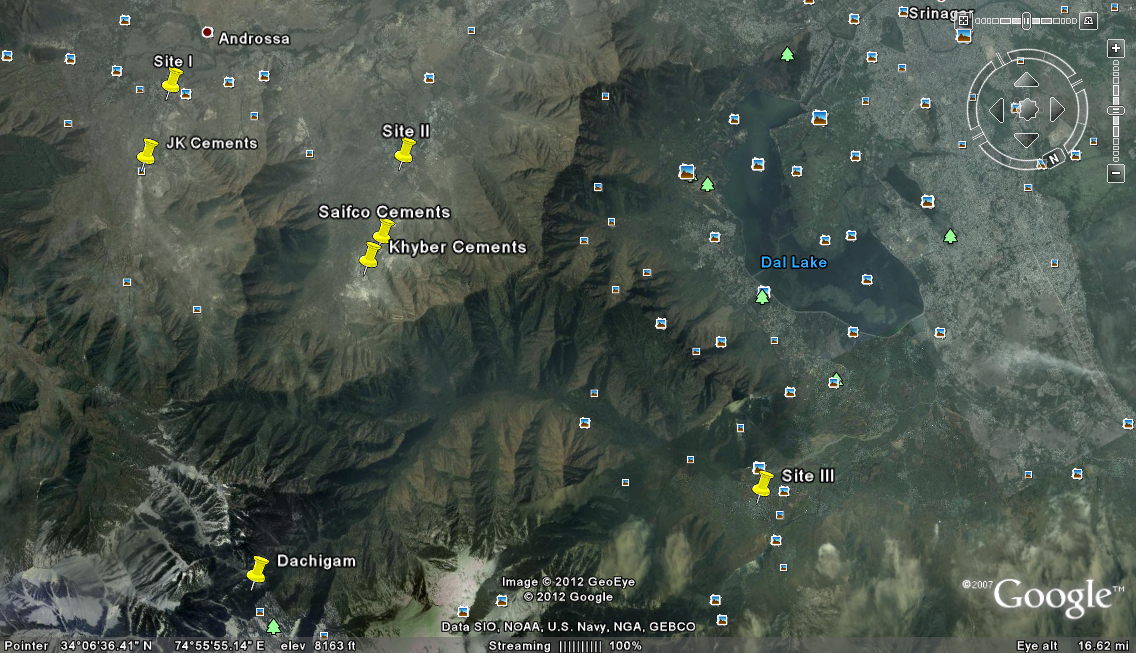 Srinagar
Androssa
Site I
JK Cements
Site II
Saifco Cements
Khyber Cements
Dal Lake
Site III
Dachigam
N
Image © 2012 GeoEye
© 2012 Google
Data SIO, NOAA, U.S. Navy, NGA, GEBCO
©2007 Google™
Pointer 34°06'36.41" N 74°55'55.14" E elev 8163 ft Streaming |||||||||| 100% Eye alt 16.62 mi